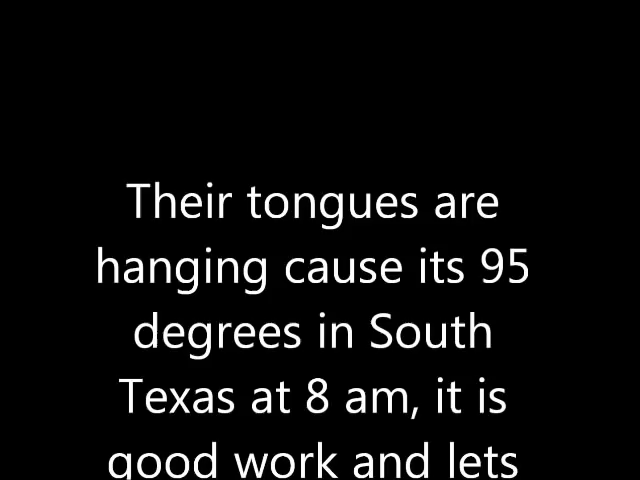 Their tongues are
hanging cause its 95
degrees in South
Texas at 8 am, it is
good work and lets